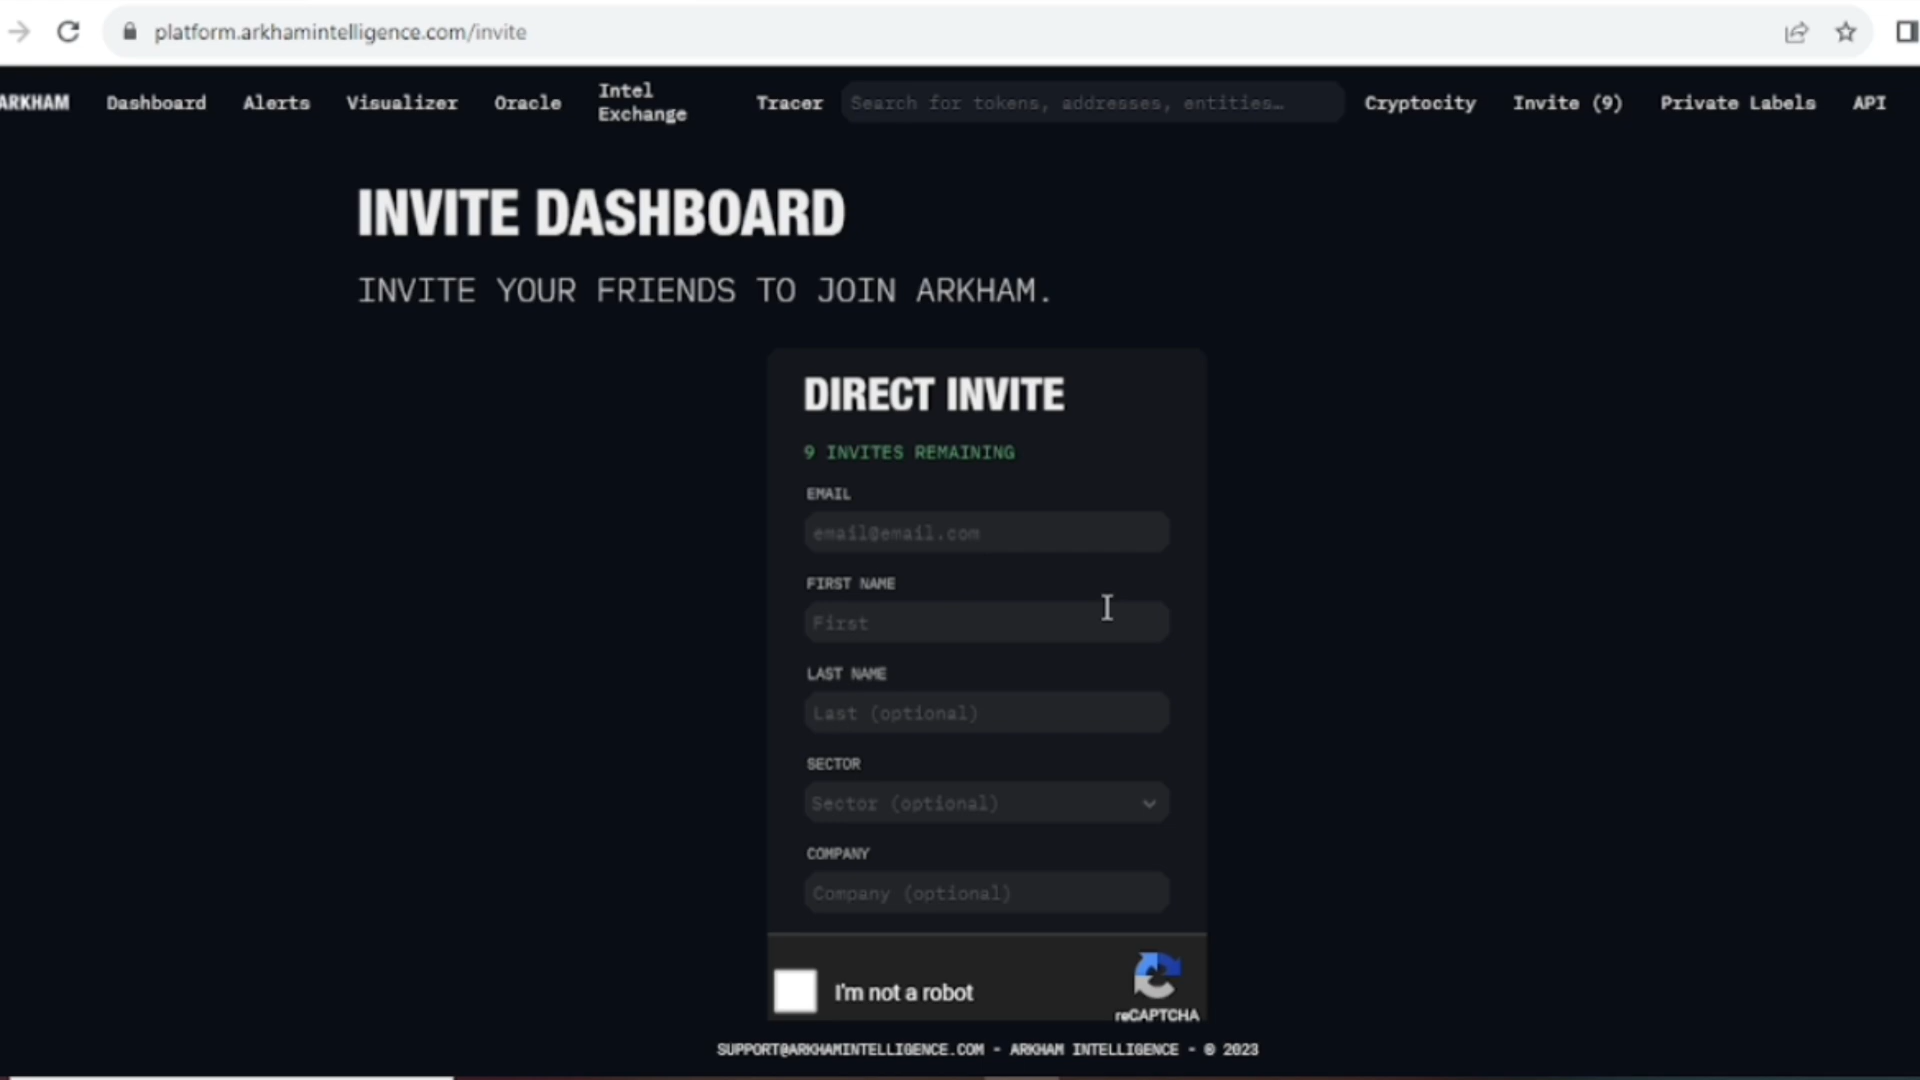 platform.arkhamintelligence.com/invite
ARKHAM Dashboard Alerts Visualizer Oracle Intel Exchange Tracer Search for tokens, addresses, entities… Cryptocity Invite (9) Private Labels API
INVITE DASHBOARD
INVITE YOUR FRIENDS TO JOIN ARKHAM.
DIRECT INVITE
9 INVITES REMAINING
EMAIL
email@email.com
FIRST NAME
First
LAST NAME
Last (optional)
SECTOR
Sector (optional)
COMPANY
Company (optional)
I'm not a robot
reCAPTCHA
SUPPORT@ARKHAMINTELLIGENCE.COM - ARKHAM INTELLIGENCE - © 2023